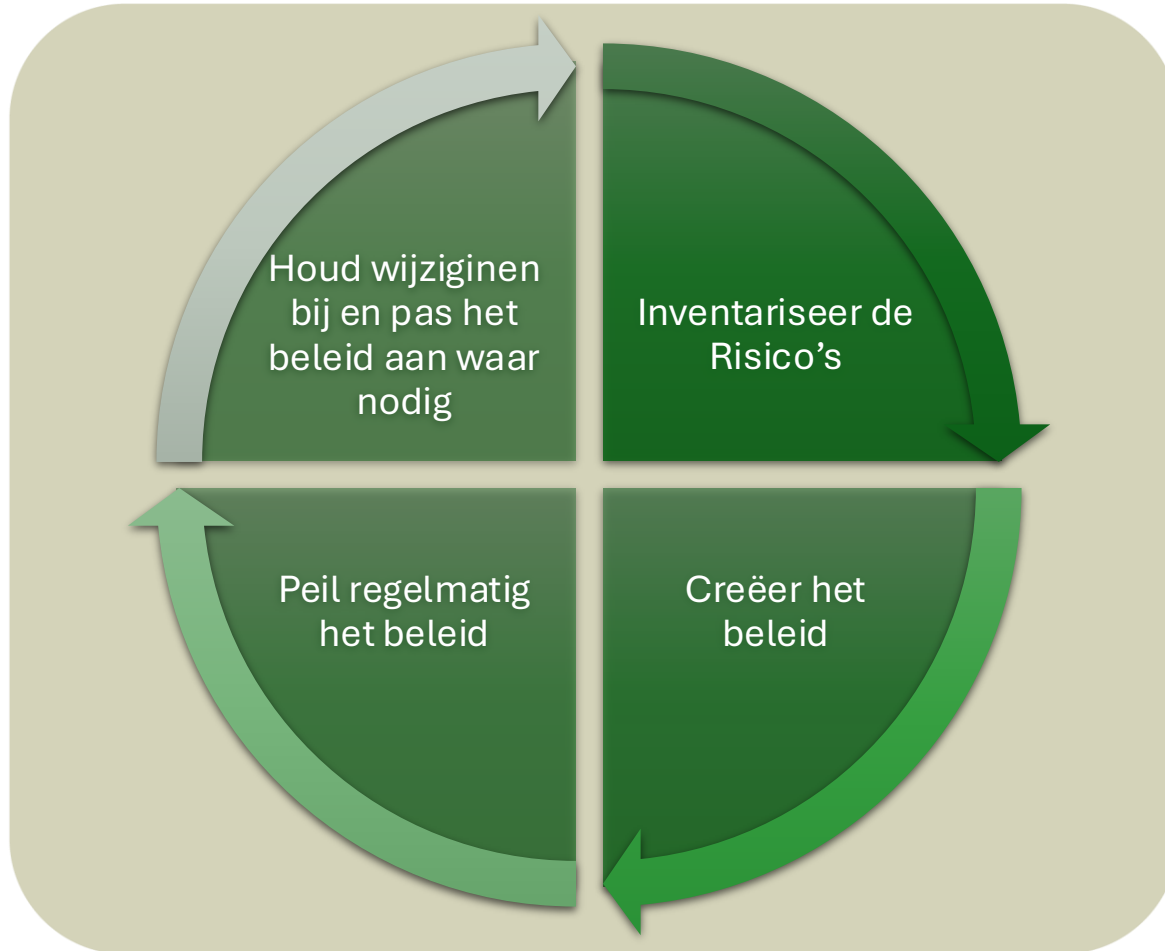 Houd wijziginen
bij en pas het
beleid aan waar
nodig
Inventariseer de
Risico’s
Peil regelmatig
het beleid
Creëer het
beleid